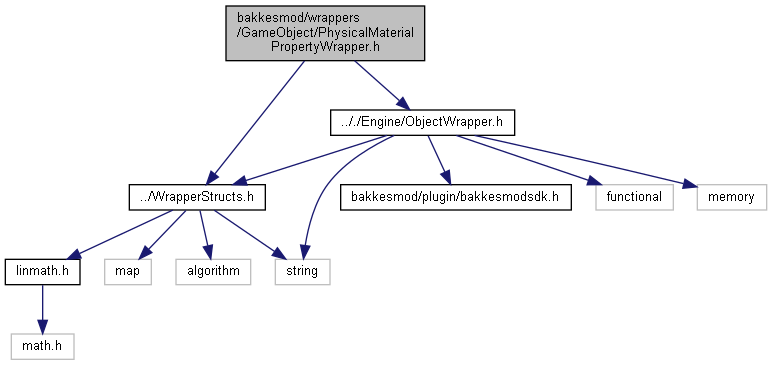 bakkesmod/wrappers
/GameObject/PhysicalMaterial
PropertyWrapper.h
.././Engine/ObjectWrapper.h
../WrapperStructs.h
bakkesmod/plugin/bakkesmodsdk.h
functional
memory
linmath.h
map
algorithm
string
math.h